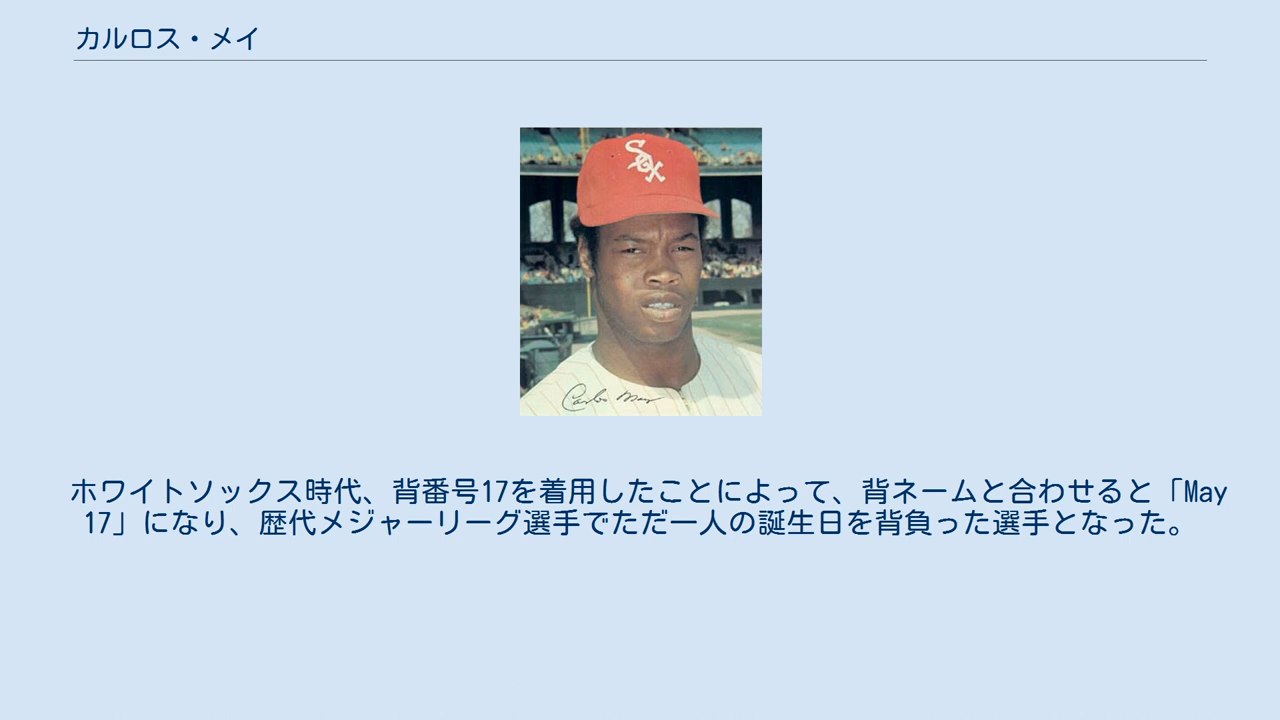 カルロス・メイ
Sox
Carlos May
ホワイトソックス時代、背番号17を着用したことによって、背ネームと合わせると「May
17」になり、歴代メジャーリーグ選手でただ一人の誕生日を背負った選手となった。